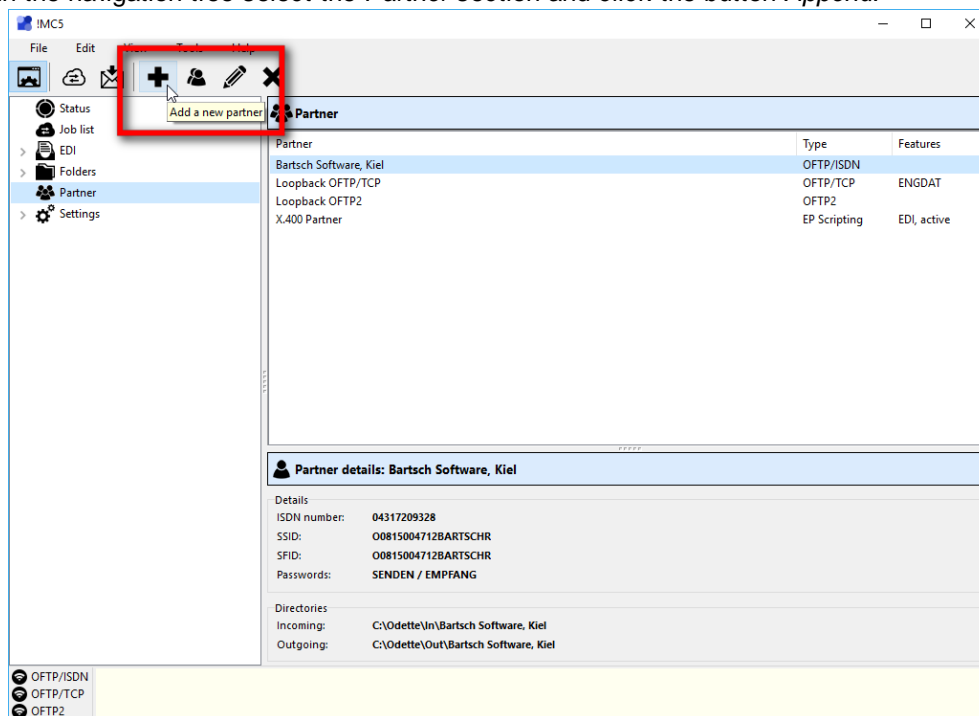 in the navigation tree select the Partner section and click the button Append.
!MC5
File Edit View Tools Help
Add a new partner
Status
Job list
EDI
Folders
Partner
Settings
Partner
Partner Type Features
Bartsch Software, Kiel OFTP/ISDN
Loopback OFTP/TCP OFTP/TCP ENGDAT
Loopback OFTP2 OFTP2
X.400 Partner EP Scripting EDI, active
Partner details: Bartsch Software, Kiel
Details
ISDN number: 04317209328
SSID: O0815004712BARTSCHR
SFID: O0815004712BARTSCHR
Passwords: SENDEN / EMPFANG
Directories
Incoming: C:\Odette\In\Bartsch Software, Kiel
Outgoing: C:\Odette\Out\Bartsch Software, Kiel
OFTP/ISDN
OFTP/TCP
OFTP2